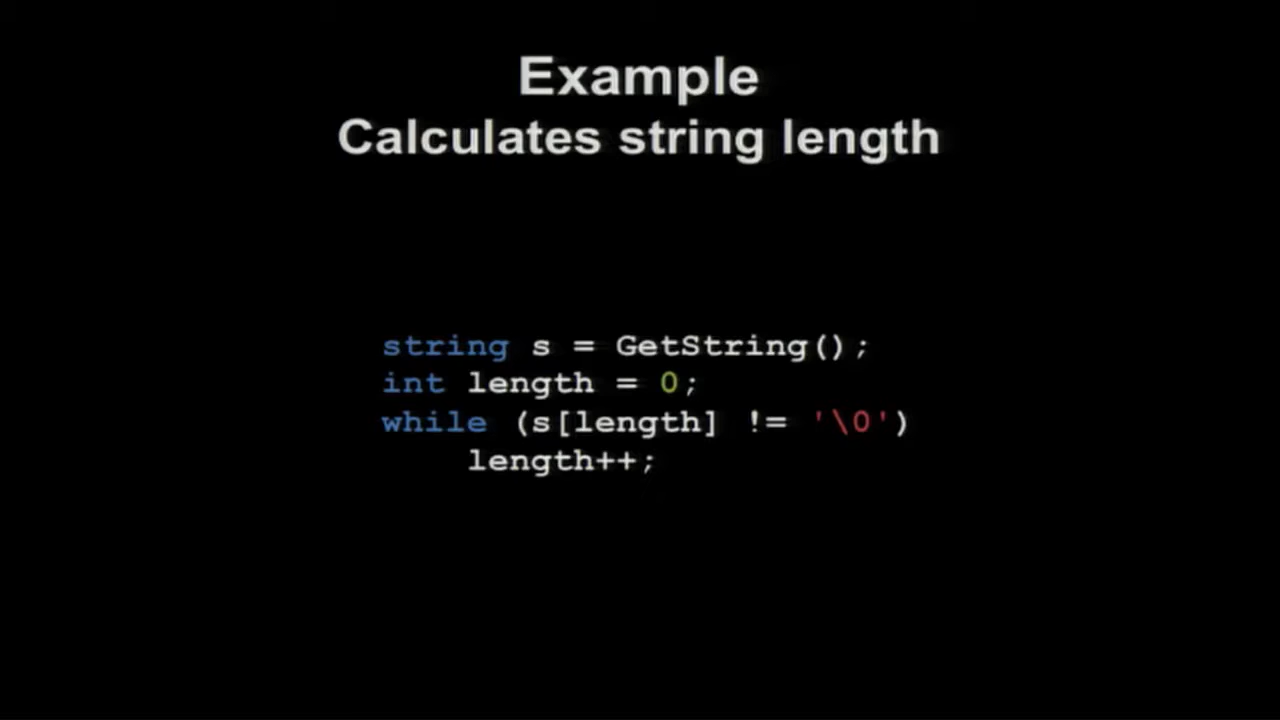 Example
Calculates string length
string s = GetString();
int length = 0;
while (s[length] != '\0')
    length++;